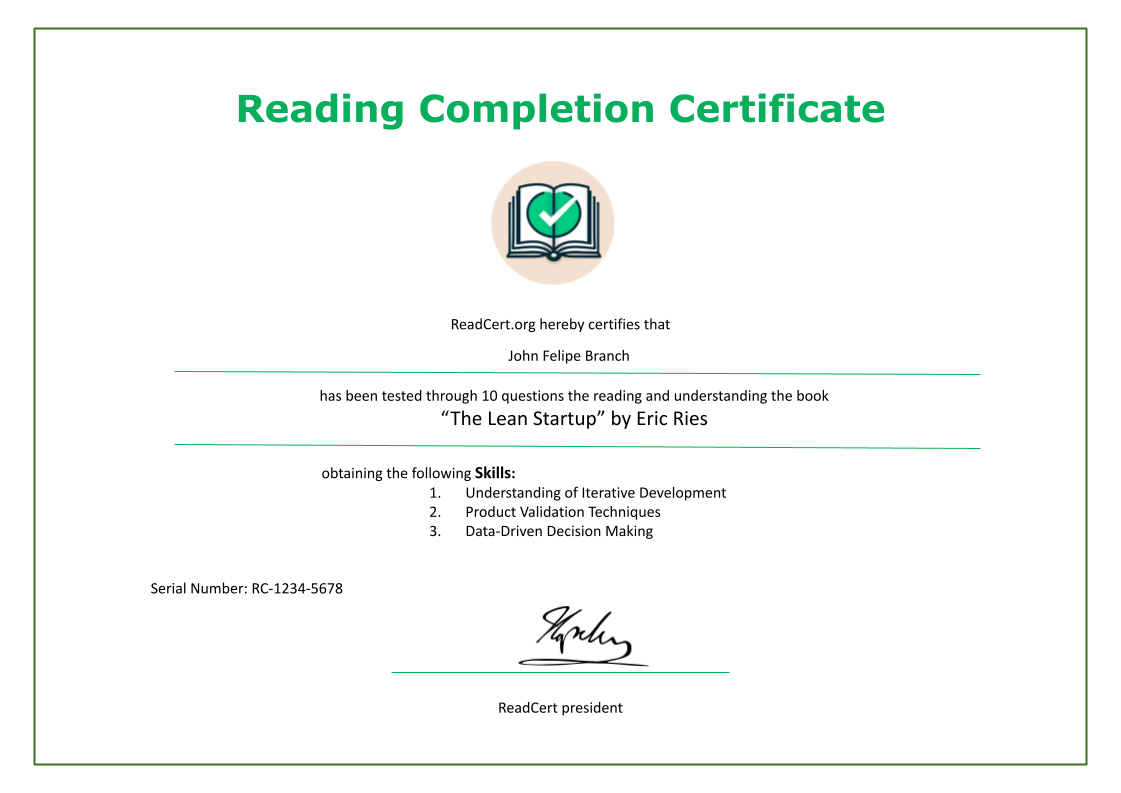 Reading Completion Certificate
ReadCert.org hereby certifies that
John Felipe Branch
has been tested through 10 questions the reading and understanding the book
“The Lean Startup” by Eric Ries
obtaining the following Skills:
1. Understanding of Iterative Development
2. Product Validation Techniques
3. Data-Driven Decision Making
Serial Number: RC-1234-5678
ReadCert president